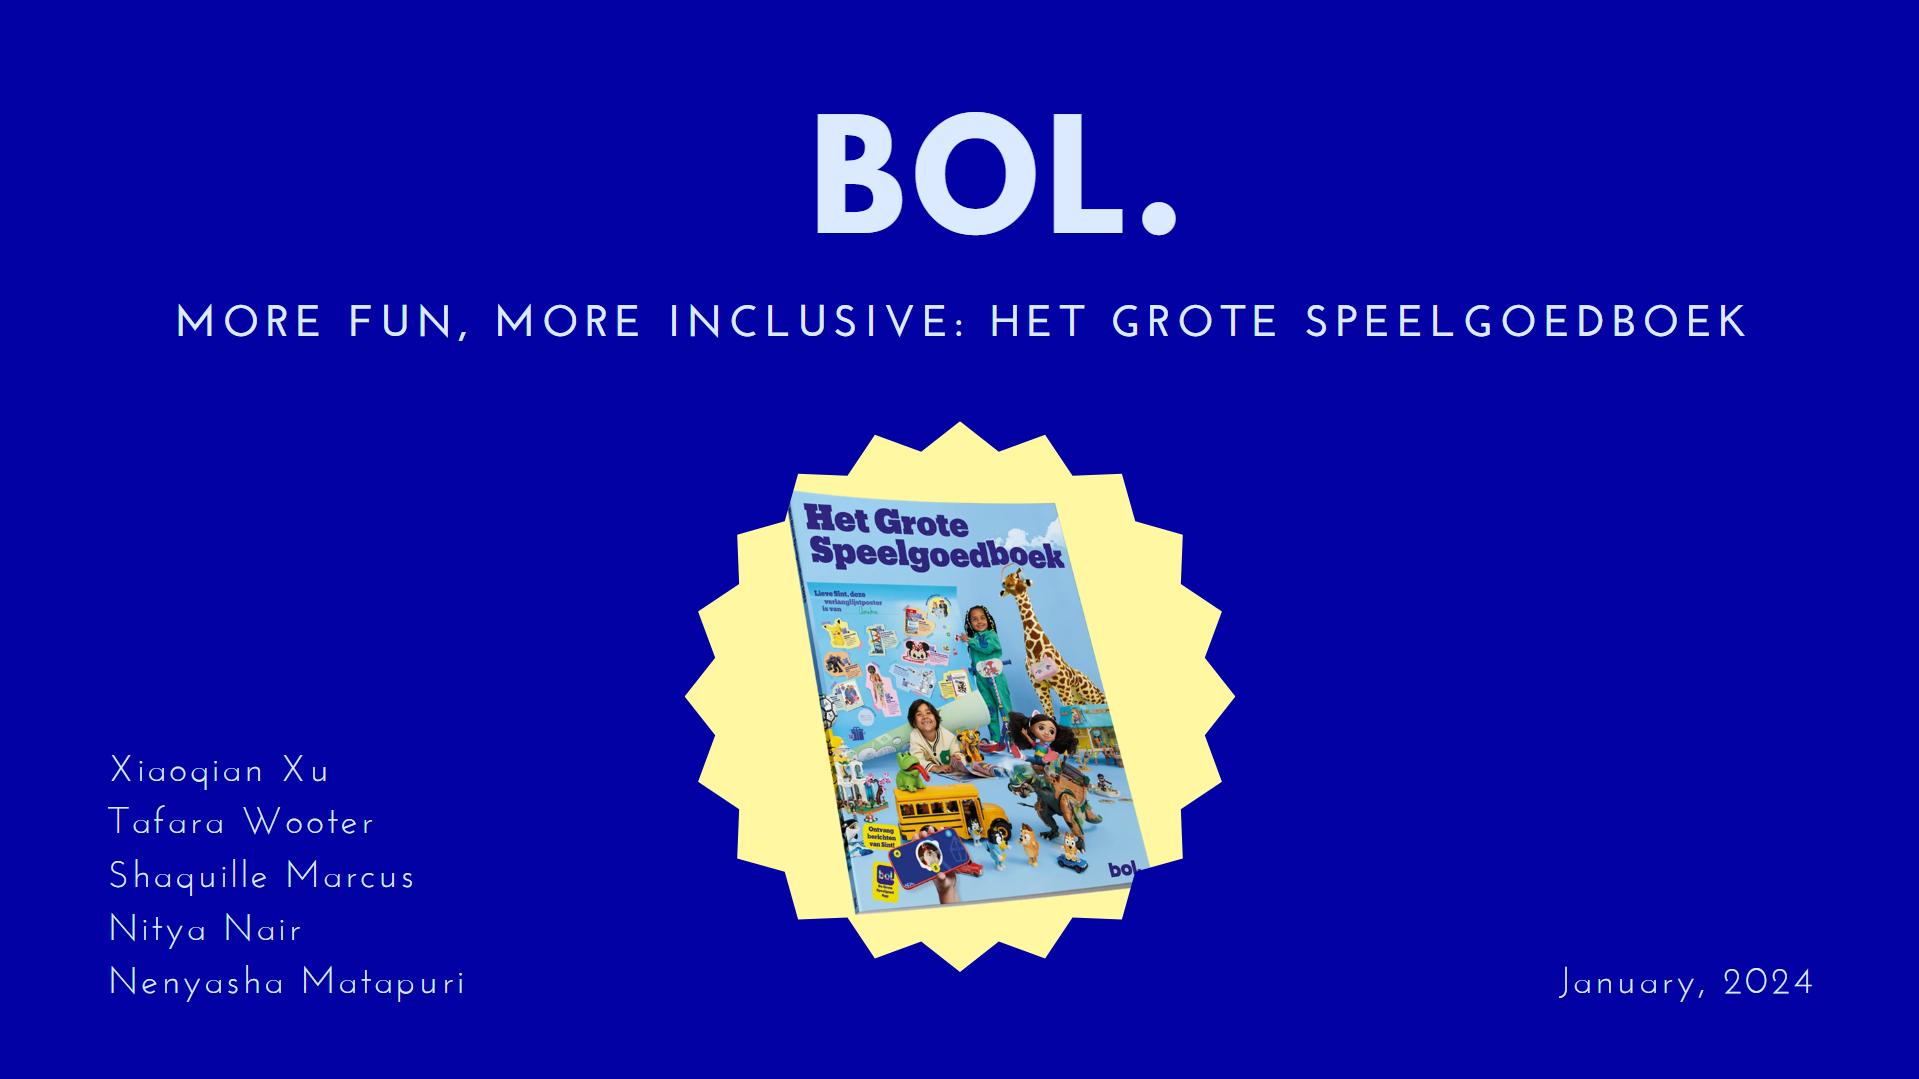 BOL.
MORE FUN, MORE INCLUSIVE: HET GROTE SPEELGOEDBOEK
Het Grote
Speelgoedboek
Lieve Sint, deze
verlanglijstposter
is van
Ontvang
berichten
van Sint!
bol
bol.
Xiaoqian Xu
Tafara Wooter
Shaquille Marcus
Nitya Nair
Nenyasha Matapuri
January, 2024